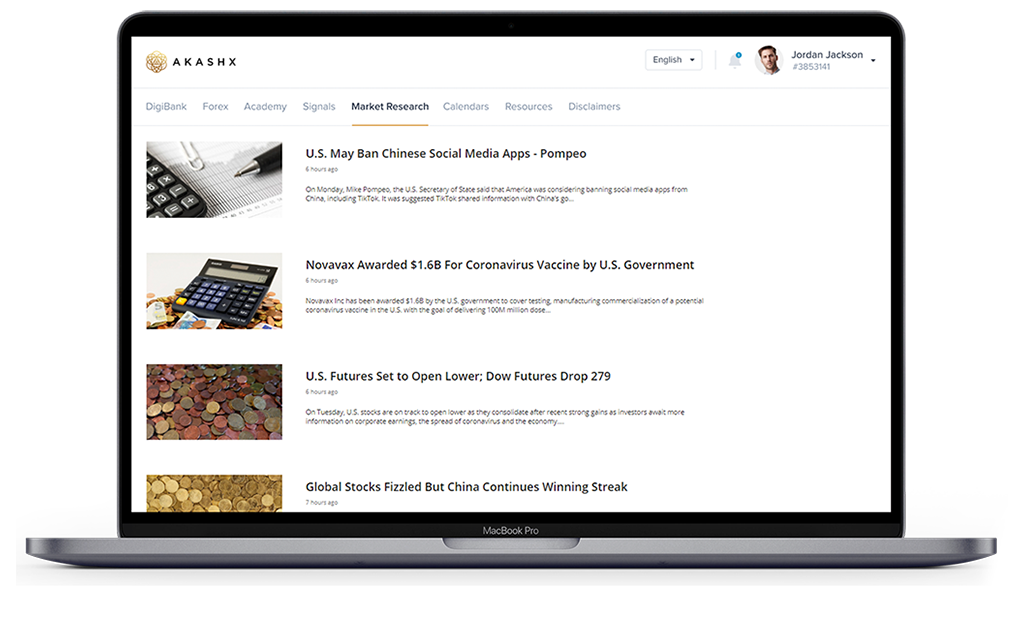 AKASHX
English
Jordan Jackson
#3853141
DigiBank Forex Academy Signals Market Research Calendars Resources Disclaimers
U.S. May Ban Chinese Social Media Apps - Pompeo
6 hours ago
On Monday, Mike Pompeo, the U.S. Secretary of State said that America was considering banning social media apps from
China, including TikTok. It was suggested TikTok shared information with China's go...
Novavax Awarded $1.6B For Coronavirus Vaccine by U.S. Government
6 hours ago
Novavax Inc has been awarded $1.6B by the U.S. government to cover testing, manufacturing commercialization of a potential
coronavirus vaccine in the U.S. with the goal of delivering 100M million dose...
U.S. Futures Set to Open Lower; Dow Futures Drop 279
6 hours ago
On Tuesday, U.S. stocks are on track to open lower as they consolidate after recent strong gains as investors await more
information on corporate earnings, the spread of coronavirus and the economy....
Global Stocks Fizzled But China Continues Winning Streak
7 hours ago
MacBook Pro